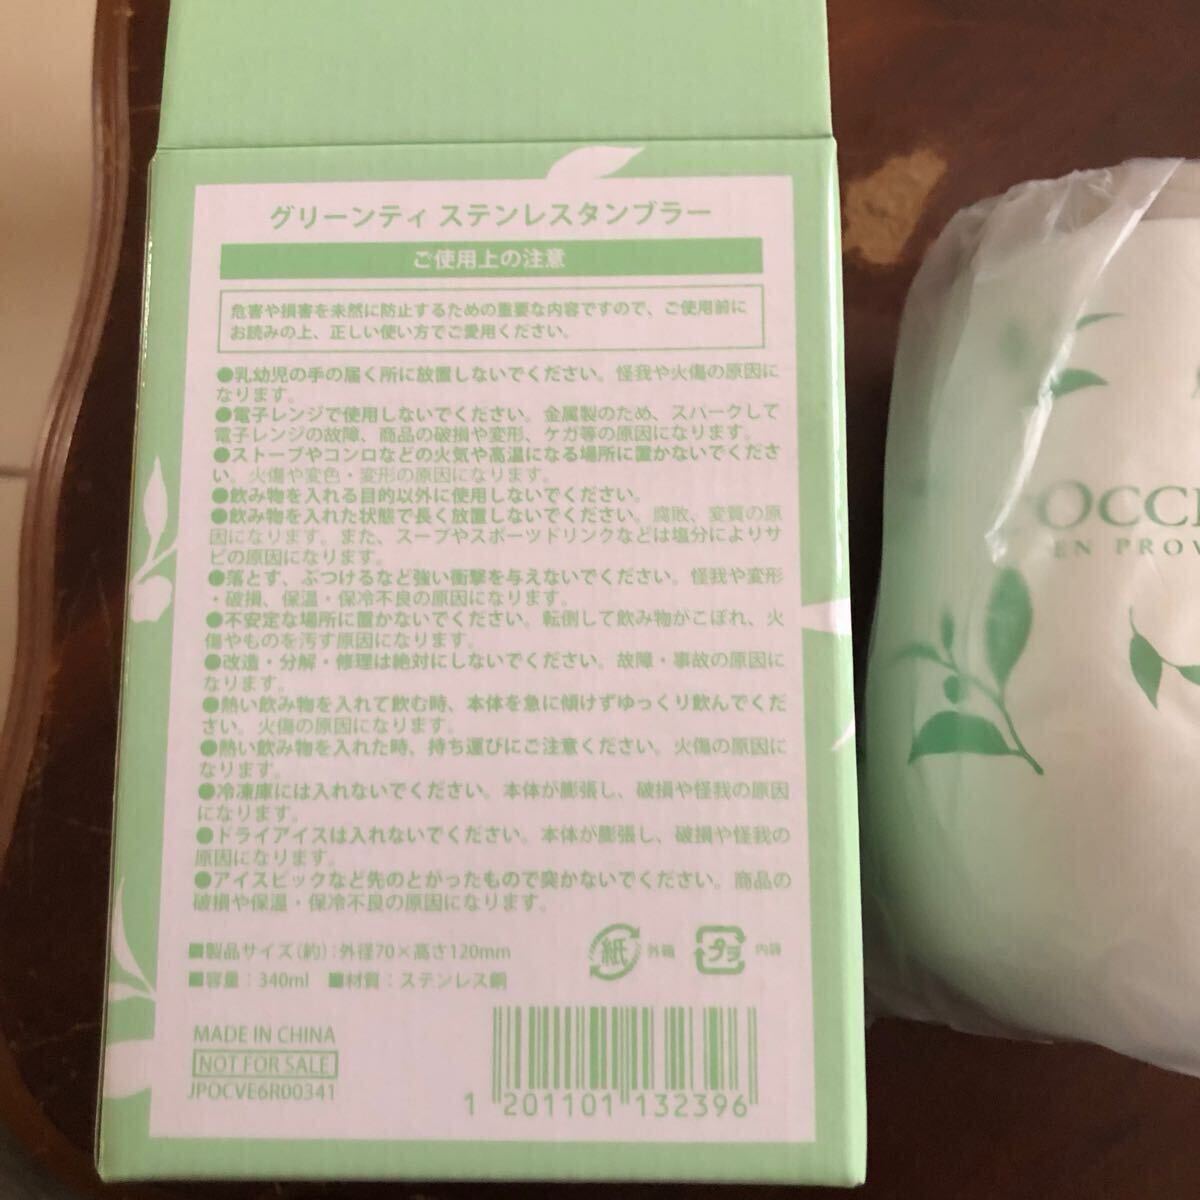 グリーンティ ステンレスタンブラー
ご使用上の注意
危害や損害を未然に防止するための重要な内容ですので、ご使用前に
お読みの上、正しい使い方でご愛用ください。
●乳幼児の手の届く所に放置しないでください。怪我や火傷の原因に
なります。
●電子レンジで使用しないでください。金属製のため、スパークして
電子レンジの故障、商品の破損や変形、ケガ等の原因になります。
●ストーブやコンロなどの火気や高温になる場所に置かないでくださ
い。火傷や変色・変形の原因になります。
●飲み物を入れる目的以外に使用しないでください。
●飲み物を入れた状態で長く放置しないでください。腐敗、変質の原
因になります。また、スープやスポーツドリンクなどは塩分によりサ
ビの原因になります。
●落とす、ぶつけるなど強い衝撃を与えないでください。怪我や変形
・破損、保温・保冷不良の原因になります。
●不安定な場所に置かないでください。転倒して飲み物がこぼれ、火
傷やものを汚す原因になります。
●改造・分解・修理は絶対にしないでください。故障・事故の原因に
なります。
●熱い飲み物を入れて飲む時、本体を急に傾けずゆっくり飲んでくだ
さい。火傷の原因になります。
●熱い飲み物を入れた時、持ち運びにご注意ください。火傷の原因に
なります。
●冷凍庫には入れないでください。本体が膨張し、破損や怪我の原因
になります。
●ドライアイスは入れないでください。本体が膨張し、破損や怪我の
原因になります。
●アイスピックなど先のとがったもので突かないでください。商品の
破損や保温・保冷不良の原因になります。
■製品サイズ(約):外径70×高さ120mm
■容量:340ml ■材質:ステンレス鋼
紙 外箱 プラ 内袋
MADE IN CHINA
NOT FOR SALE
JPOCVE6R00341
1 201101 132396
L'OCCI
EN PROV